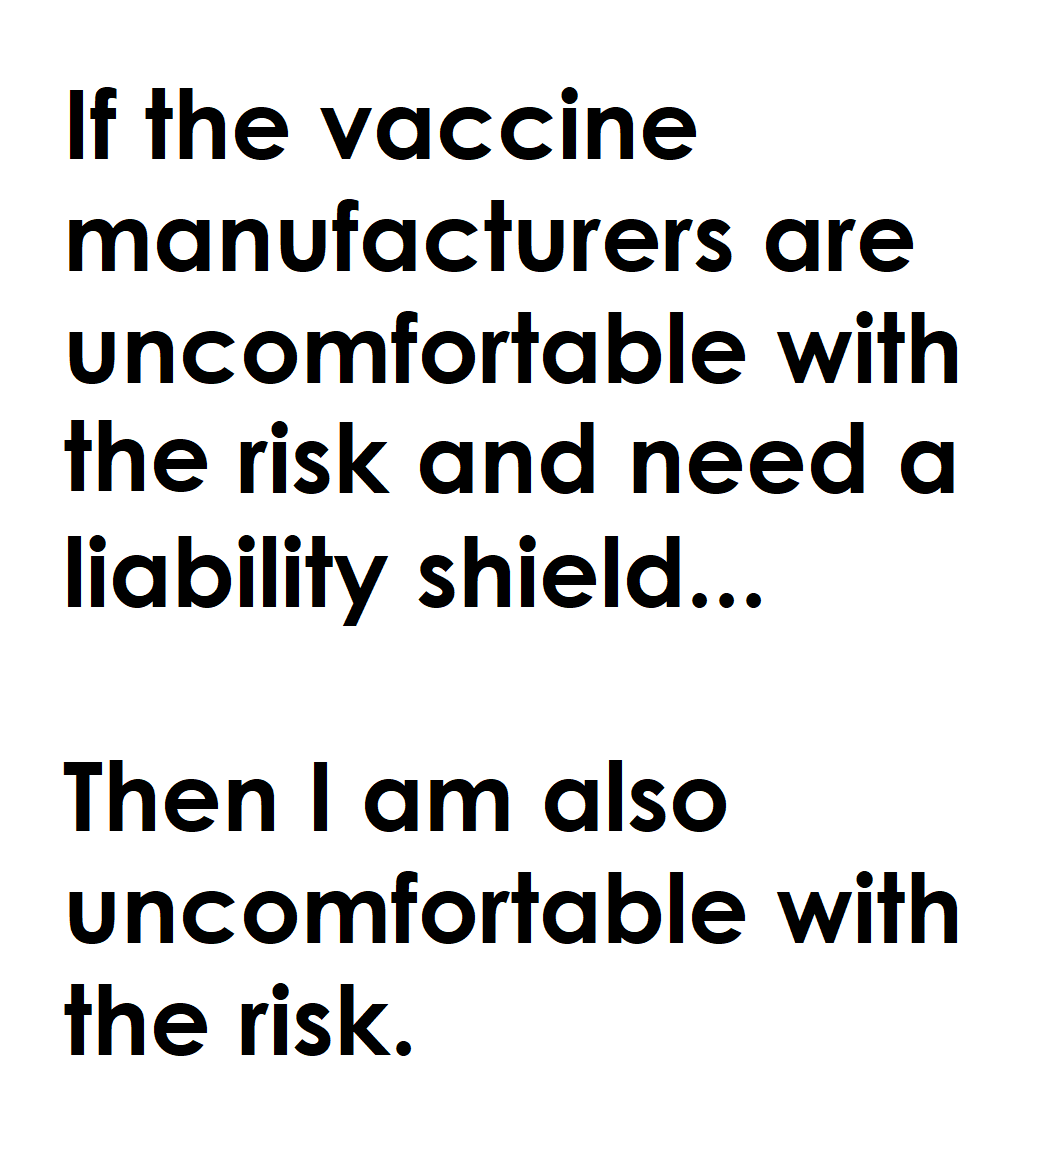 If the vaccine
manufacturers are
uncomfortable with
the risk and need a
liability shield...
Then I am also
uncomfortable with
the risk.